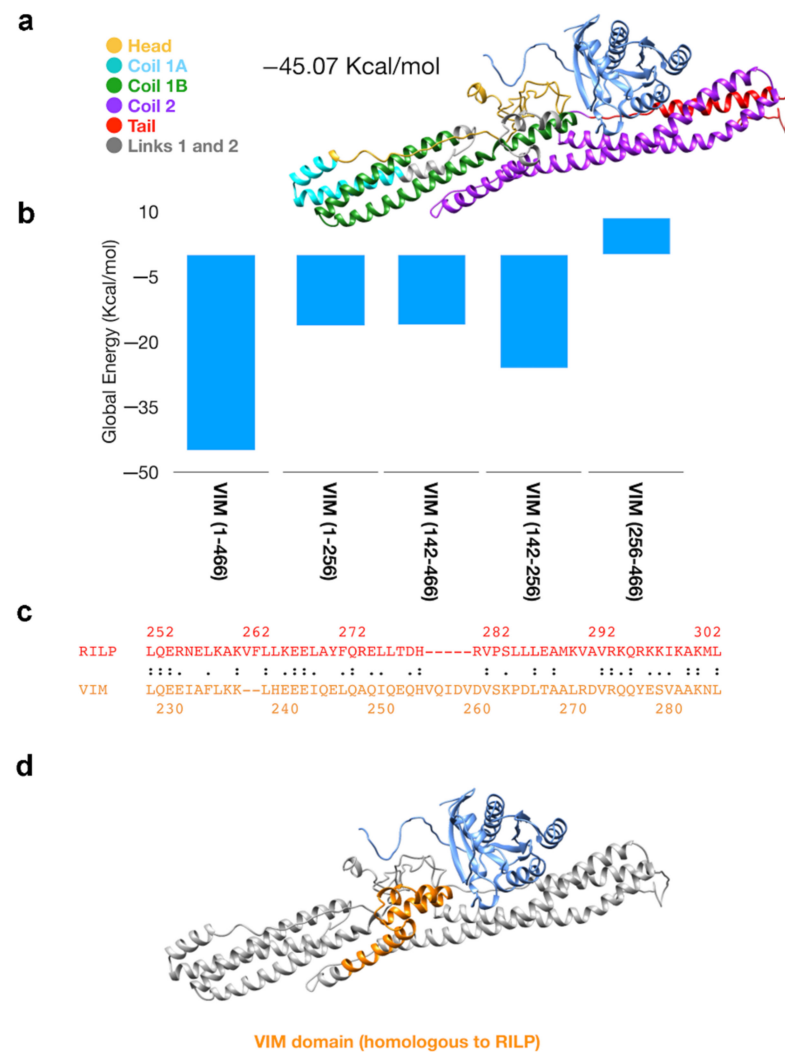 a
Head
Coil 1A
Coil 1B
Coil 2
Tail
Links 1 and 2
−45.07 Kcal/mol
b
Global Energy (Kcal/mol)
10
−5
−20
−35
−50
VIM (1-466)
VIM (1-256)
VIM (142-466)
VIM (142-256)
VIM (256-466)
c
252 262 272 282 292 302
RILP LQERNELKAKVFLLKEELAYFQRELLTDH-----RVPSLLLEAMKVAVRKQRKKIKAKML
VIM LQEEIAFLKK--LHEEEIQELQAQIQEQHVQIDVDVSKPDLTAALRDVRQQYESVAAKNL
230 240 250 260 270 280
d
VIM domain (homologous to RILP)